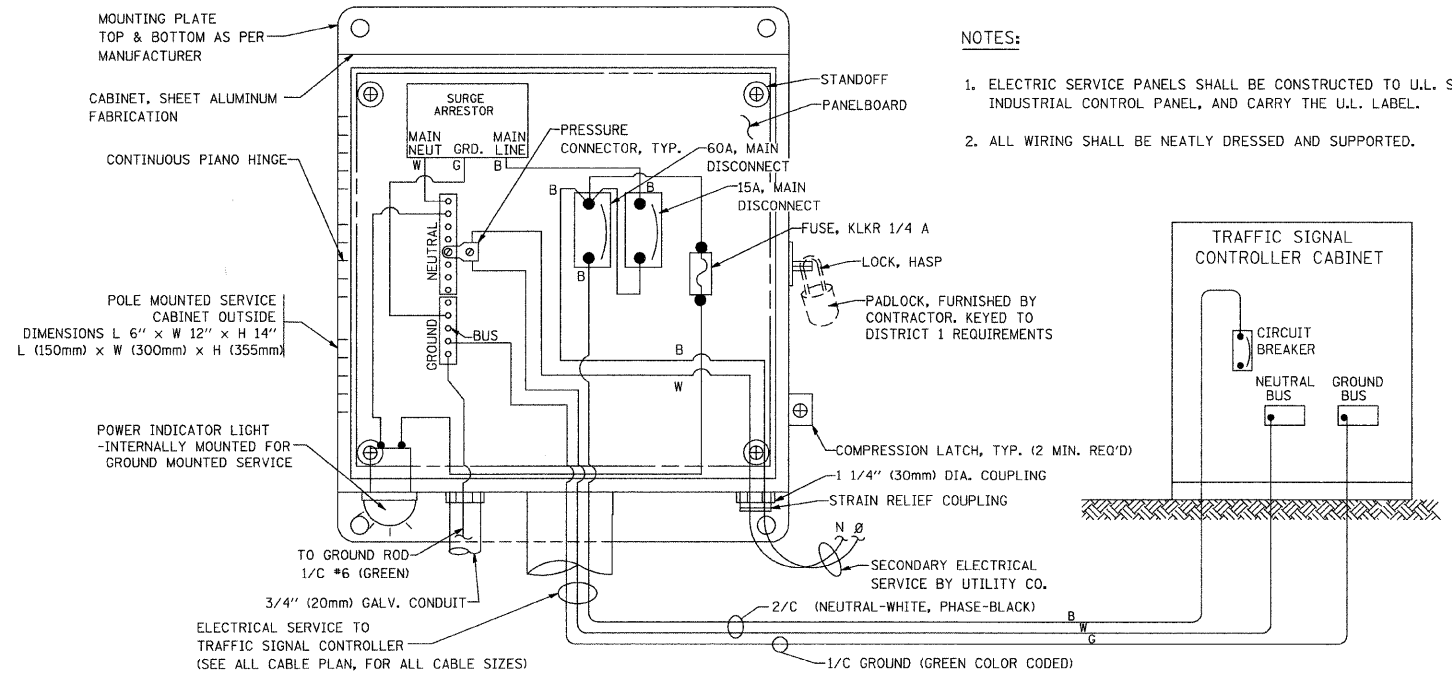 MOUNTING PLATE
TOP & BOTTOM AS PER
MANUFACTURER
CABINET, SHEET ALUMINUM
FABRICATION
CONTINUOUS PIANO HINGE
POLE MOUNTED SERVICE
CABINET OUTSIDE
DIMENSIONS L 6" x W 12" x H 14"
L (150mm) x W (300mm) x H (355mm)
POWER INDICATOR LIGHT
-INTERNALLY MOUNTED FOR
GROUND MOUNTED SERVICE
SURGE
ARRESTOR
MAIN
NEUT
GRD.
MAIN
LINE
W
G
B
NEUTRAL
GROUND
BUS
PRESSURE
CONNECTOR, TYP.
STANDOFF
PANELBOARD
60A, MAIN
DISCONNECT
15A, MAIN
DISCONNECT
B
B
B
FUSE, KLKR 1/4 A
LOCK, HASP
PADLOCK, FURNISHED BY
CONTRACTOR. KEYED TO
DISTRICT 1 REQUIREMENTS
B
W
COMPRESSION LATCH, TYP. (2 MIN. REQ'D)
1 1/4" (30mm) DIA. COUPLING
STRAIN RELIEF COUPLING
N Ø
SECONDARY ELECTRICAL
SERVICE BY UTILITY CO.
TO GROUND ROD
1/C #6 (GREEN)
3/4" (20mm) GALV. CONDUIT
ELECTRICAL SERVICE TO
TRAFFIC SIGNAL CONTROLLER
(SEE ALL CABLE PLAN, FOR ALL CABLE SIZES)
2/C (NEUTRAL-WHITE, PHASE-BLACK)
B
W
G
1/C GROUND (GREEN COLOR CODED)
NOTES:
1. ELECTRIC SERVICE PANELS SHALL BE CONSTRUCTED TO U.L. S
INDUSTRIAL CONTROL PANEL, AND CARRY THE U.L. LABEL.
2. ALL WIRING SHALL BE NEATLY DRESSED AND SUPPORTED.
TRAFFIC SIGNAL
CONTROLLER CABINET
CIRCUIT
BREAKER
NEUTRAL
BUS
GROUND
BUS